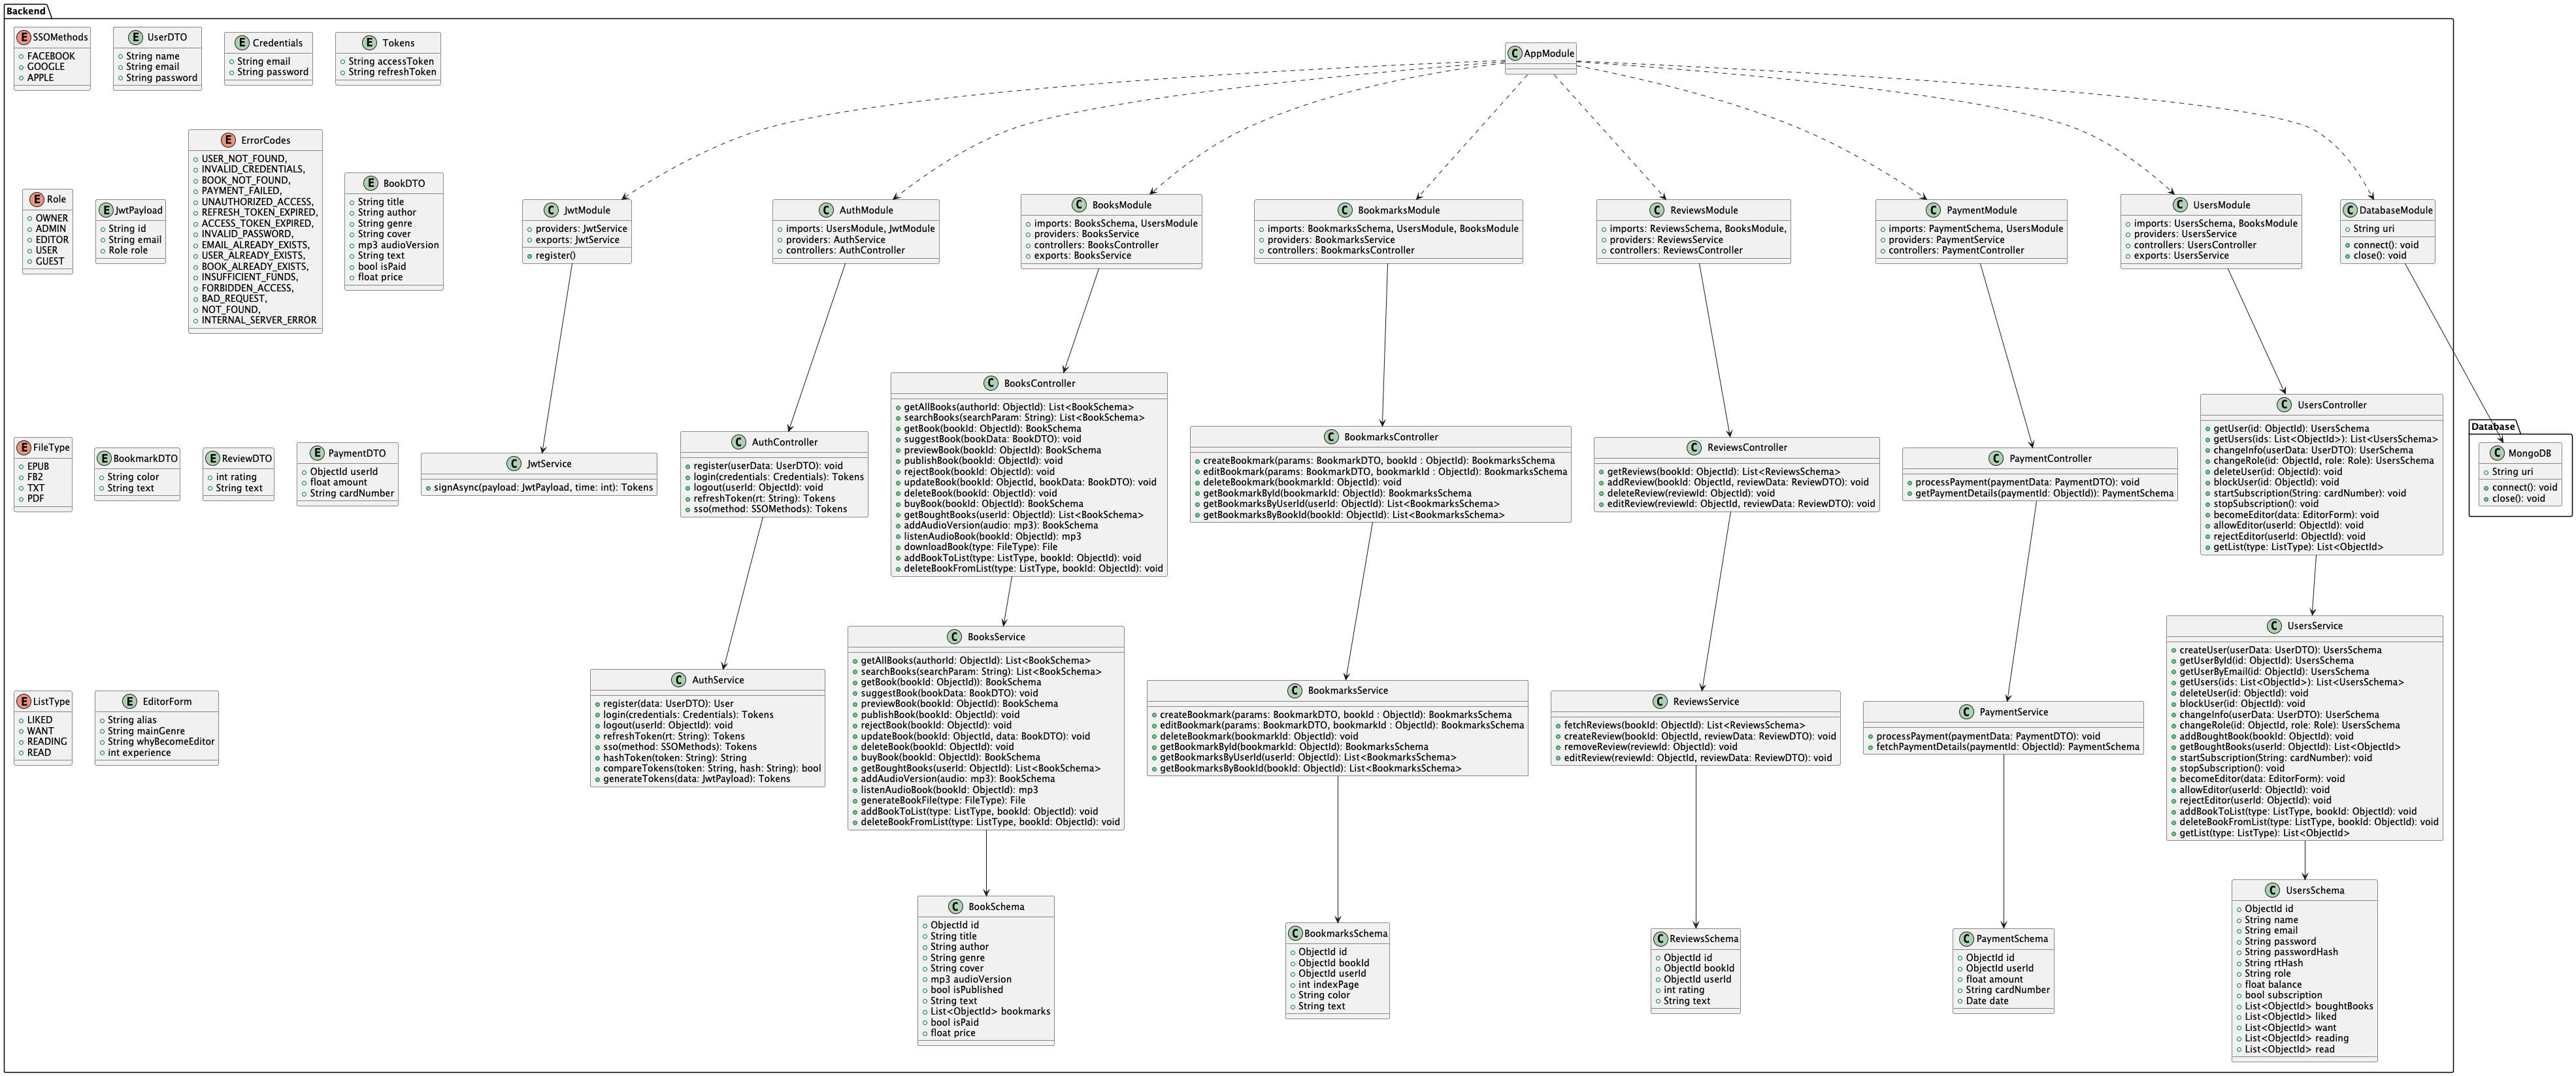 Backend
E SSOMethods
FACEBOOK
GOOGLE
APPLE
E UserDTO
String name
String email
String password
E Credentials
String email
String password
E Tokens
String accessToken
String refreshToken
C AppModule
E Role
OWNER
ADMIN
EDITOR
USER
GUEST
E JwtPayload
String id
String email
Role role
E ErrorCodes
USER_NOT_FOUND,
INVALID_CREDENTIALS,
BOOK_NOT_FOUND,
PAYMENT_FAILED,
UNAUTHORIZED_ACCESS,
REFRESH_TOKEN_EXPIRED,
ACCESS_TOKEN_EXPIRED,
INVALID_PASSWORD,
EMAIL_ALREADY_EXISTS,
USER_ALREADY_EXISTS,
BOOK_ALREADY_EXISTS,
INSUFFICIENT_FUNDS,
FORBIDDEN_ACCESS,
BAD_REQUEST,
NOT_FOUND,
INTERNAL_SERVER_ERROR
E BookDTO
String title
String author
String genre
String cover
mp3 audioVersion
String text
bool isPaid
float price
C JwtModule
providers: JwtService
exports: JwtService
register()
C AuthModule
imports: UsersModule, JwtModule
providers: AuthService
controllers: AuthController
C BooksModule
imports: BooksSchema, UsersModule
providers: BooksService
controllers: BooksController
exports: BooksService
C BookmarksModule
imports: BookmarksSchema, UsersModule, BooksModule
providers: BookmarksService
controllers: BookmarksController
C ReviewsModule
imports: ReviewsSchema, BooksModule,
providers: ReviewsService
controllers: ReviewsController
C PaymentModule
imports: PaymentSchema, UsersModule
providers: PaymentService
controllers: PaymentController
C UsersModule
imports: UsersSchema, BooksModule
providers: UsersService
controllers: UsersController
exports: UsersService
C DatabaseModule
String uri
connect(): void
close(): void
E FileType
EPUB
FB2
TXT
PDF
E BookmarkDTO
String color
String text
E ReviewDTO
int rating
String text
E PaymentDTO
ObjectId userId
float amount
String cardNumber
C JwtService
signAsync(payload: JwtPayload, time: int): Tokens
C AuthController
register(userData: UserDTO): void
login(credentials: Credentials): Tokens
logout(userId: ObjectId): void
refreshToken(rt: String): Tokens
sso(method: SSOMethods): Tokens
C BooksController
getAllBooks(authorId: ObjectId): List<BookSchema>
searchBooks(searchParam: String): List<BookSchema>
getBook(bookId: ObjectId): BookSchema
suggestBook(bookData: BookDTO): void
previewBook(bookId: ObjectId): BookSchema
publishBook(bookId: ObjectId): void
rejectBook(bookId: ObjectId): void
updateBook(bookId: ObjectId, bookData: BookDTO): void
deleteBook(bookId: ObjectId): void
buyBook(bookId: ObjectId): BookSchema
getBoughtBooks(userId: ObjectId): List<BookSchema>
addAudioVersion(audio: mp3): BookSchema
listenAudioBook(bookId: ObjectId): mp3
downloadBook(type: FileType): File
addBookToList(type: ListType, bookId: ObjectId): void
deleteBookFromList(type: ListType, bookId: ObjectId): void
C BookmarksController
createBookmark(params: BookmarkDTO, bookId : ObjectId): BookmarksSchema
editBookmark(params: BookmarkDTO, bookmarkId : ObjectId): BookmarksSchema
deleteBookmark(bookmarkId: ObjectId): void
getBookmarkById(bookmarkId: ObjectId): BookmarksSchema
getBookmarksByUserId(userId: ObjectId): List<BookmarksSchema>
getBookmarksByBookId(bookId: ObjectId): List<BookmarksSchema>
C ReviewsController
getReviews(bookId: ObjectId): List<ReviewsSchema>
addReview(bookId: ObjectId, reviewData: ReviewDTO): void
deleteReview(reviewId: ObjectId): void
editReview(reviewId: ObjectId, reviewData: ReviewDTO): void
C PaymentController
processPayment(paymentData: PaymentDTO): void
getPaymentDetails(paymentId: ObjectId)): PaymentSchema
C UsersController
getUser(id: ObjectId): UsersSchema
getUsers(ids: List<ObjectId>): List<UsersSchema>
changeInfo(userData: UserDTO): UserSchema
changeRole(id: ObjectId, role: Role): UsersSchema
deleteUser(id: ObjectId): void
blockUser(id: ObjectId): void
startSubscription(String: cardNumber): void
stopSubscription(): void
becomeEditor(data: EditorForm): void
allowEditor(userId: ObjectId): void
rejectEditor(userId: ObjectId): void
getList(type: ListType): List<ObjectId>
Database
C MongoDB
String uri
connect(): void
close(): void
E ListType
LIKED
WANT
READING
READ
E EditorForm
String alias
String mainGenre
String whyBecomeEditor
int experience
C AuthService
register(data: UserDTO): User
login(credentials: Credentials): Tokens
logout(userId: ObjectId): void
refreshToken(rt: String): Tokens
sso(method: SSOMethods): Tokens
hashToken(token: String): String
compareTokens(token: String, hash: String): bool
generateTokens(data: JwtPayload): Tokens
C BooksService
getAllBooks(authorId: ObjectId): List<BookSchema>
searchBooks(searchParam: String): List<BookSchema>
getBook(bookId: ObjectId)): BookSchema
suggestBook(bookData: BookDTO): void
previewBook(bookId: ObjectId): BookSchema
publishBook(bookId: ObjectId): void
rejectBook(bookId: ObjectId): void
updateBook(bookId: ObjectId, data: BookDTO): void
deleteBook(bookId: ObjectId): void
buyBook(bookId: ObjectId): BookSchema
getBoughtBooks(userId: ObjectId): List<BookSchema>
addAudioVersion(audio: mp3): BookSchema
listenAudioBook(bookId: ObjectId): mp3
generateBookFile(type: FileType): File
addBookToList(type: ListType, bookId: ObjectId): void
deleteBookFromList(type: ListType, bookId: ObjectId): void
C BookmarksService
createBookmark(params: BookmarkDTO, bookId : ObjectId): BookmarksSchema
editBookmark(params: BookmarkDTO, bookmarkId : ObjectId): BookmarksSchema
deleteBookmark(bookmarkId: ObjectId): void
getBookmarkById(bookmarkId: ObjectId): BookmarksSchema
getBookmarksByUserId(userId: ObjectId): List<BookmarksSchema>
getBookmarksByBookId(bookId: ObjectId): List<BookmarksSchema>
C ReviewsService
fetchReviews(bookId: ObjectId): List<ReviewsSchema>
createReview(bookId: ObjectId, reviewData: ReviewDTO): void
removeReview(reviewId: ObjectId): void
editReview(reviewId: ObjectId, reviewData: ReviewDTO): void
C PaymentService
processPayment(paymentData: PaymentDTO): void
fetchPaymentDetails(paymentId: ObjectId): PaymentSchema
C UsersService
createUser(userData: UserDTO): UsersSchema
getUserById(id: ObjectId): UsersSchema
getUserByEmail(id: ObjectId): UsersSchema
getUsers(ids: List<ObjectId>): List<UsersSchema>
deleteUser(id: ObjectId): void
blockUser(id: ObjectId): void
changeInfo(userData: UserDTO): UserSchema
changeRole(id: ObjectId, role: Role): UsersSchema
addBoughtBook(bookId: ObjectId): void
getBoughtBooks(userId: ObjectId): List<ObjectId>
startSubscription(String: cardNumber): void
stopSubscription(): void
becomeEditor(data: EditorForm): void
allowEditor(userId: ObjectId): void
rejectEditor(userId: ObjectId): void
addBookToList(type: ListType, bookId: ObjectId): void
deleteBookFromList(type: ListType, bookId: ObjectId): void
getList(type: ListType): List<ObjectId>
C BookSchema
ObjectId id
String title
String author
String genre
String cover
mp3 audioVersion
bool isPublished
String text
List<ObjectId> bookmarks
bool isPaid
float price
C BookmarksSchema
ObjectId id
ObjectId bookId
ObjectId userId
int indexPage
String color
String text
C ReviewsSchema
ObjectId id
ObjectId bookId
ObjectId userId
int rating
String text
C PaymentSchema
ObjectId id
ObjectId userId
float amount
String cardNumber
Date date
C UsersSchema
ObjectId id
String name
String email
String password
String passwordHash
String rtHash
String role
float balance
bool subscription
List<ObjectId> boughtBooks
List<ObjectId> liked
List<ObjectId> want
List<ObjectId> reading
List<ObjectId> read